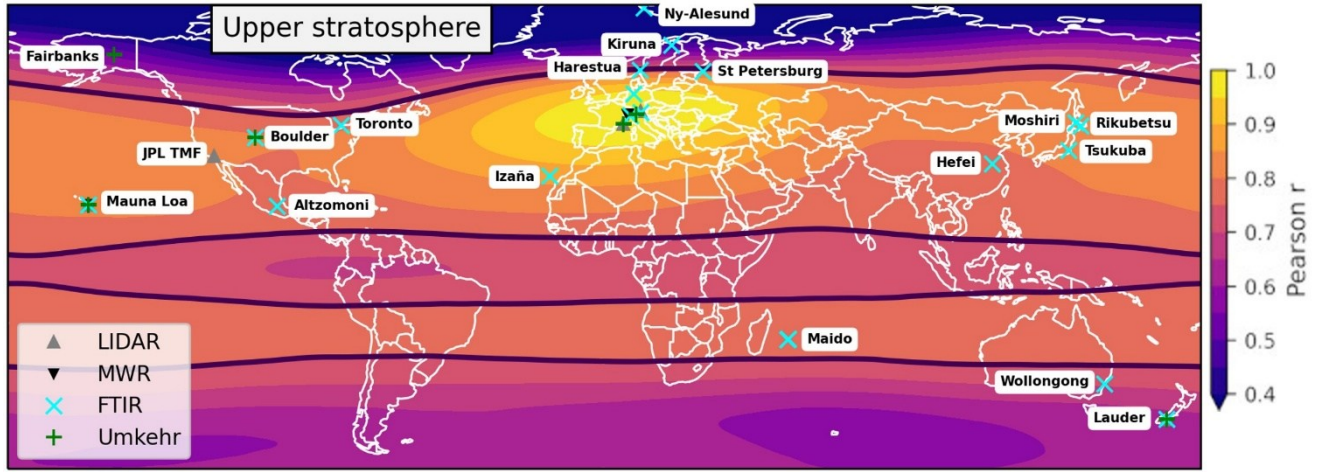 Upper stratosphere
Ny-Alesund
Fairbanks
Kiruna
Harestua
St Petersburg
Toronto
Boulder
JPL TMF
Moshiri
Rikubetsu
Tsukuba
Hefei
Izaña
Mauna Loa
Altzomoni
Maido
Wollongong
Lauder
LIDAR
MWR
FTIR
Umkehr
1.0
0.9
0.8
0.7
0.6
0.5
0.4
Pearson r